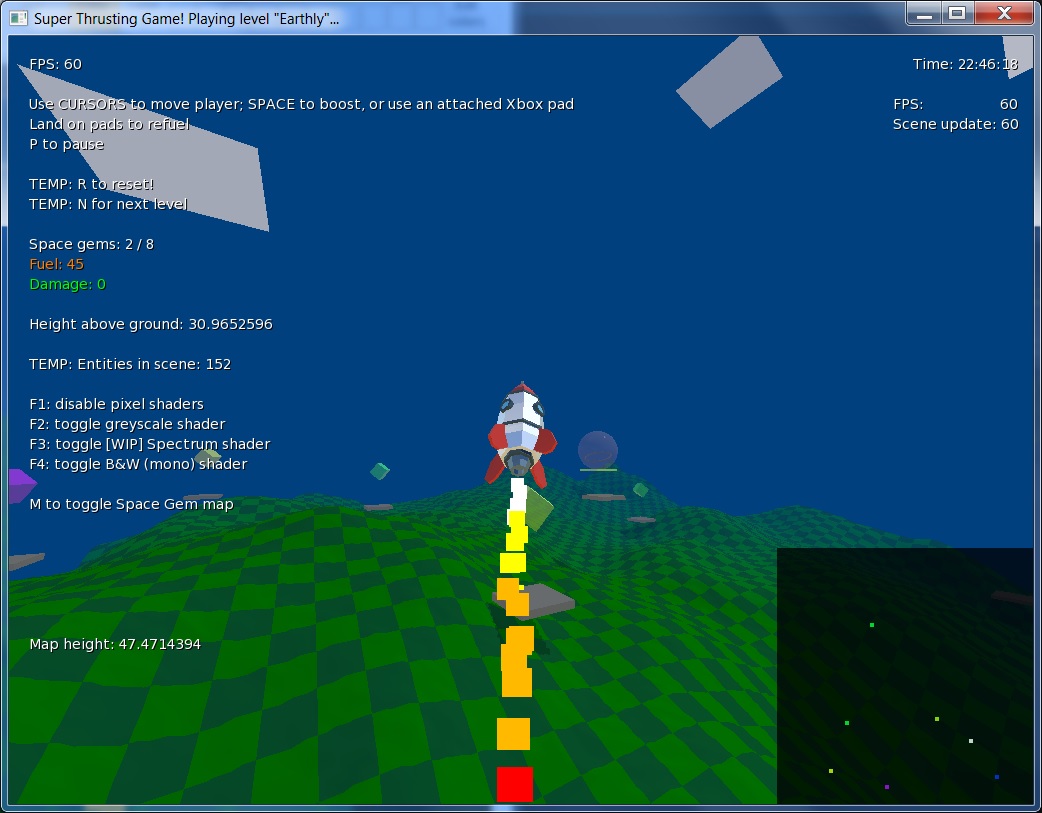 Super Thrusting Game! Playing level "Earthly"...
FPS: 60
Time: 22:46:18
Use CURSORS to move player; SPACE to boost, or use an attached Xbox pad
FPS: 60
Land on pads to refuel
Scene update: 60
P to pause
TEMP: R to reset!
TEMP: N for next level
Space gems: 2 / 8
Fuel: 45
Damage: 0
Height above ground: 30.9652596
TEMP: Entities in scene: 152
F1: disable pixel shaders
F2: toggle greyscale shader
F3: toggle [WIP] Spectrum shader
F4: toggle B&W (mono) shader
M to toggle Space Gem map
Map height: 47.4714394